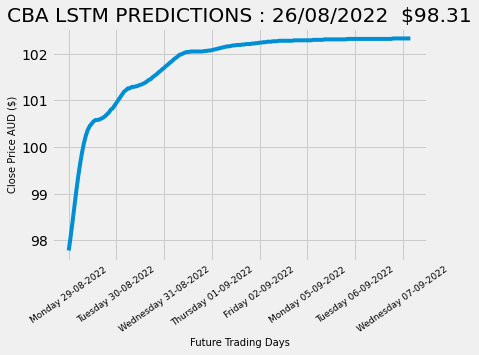 CBA LSTM PREDICTIONS : 26/08/2022  $98.31
102
101
100
99
98
Close Price AUD ($)
Monday 29-08-2022
Tuesday 30-08-2022
Wednesday 31-08-2022
Thursday 01-09-2022
Friday 02-09-2022
Monday 05-09-2022
Tuesday 06-09-2022
Wednesday 07-09-2022
Future Trading Days